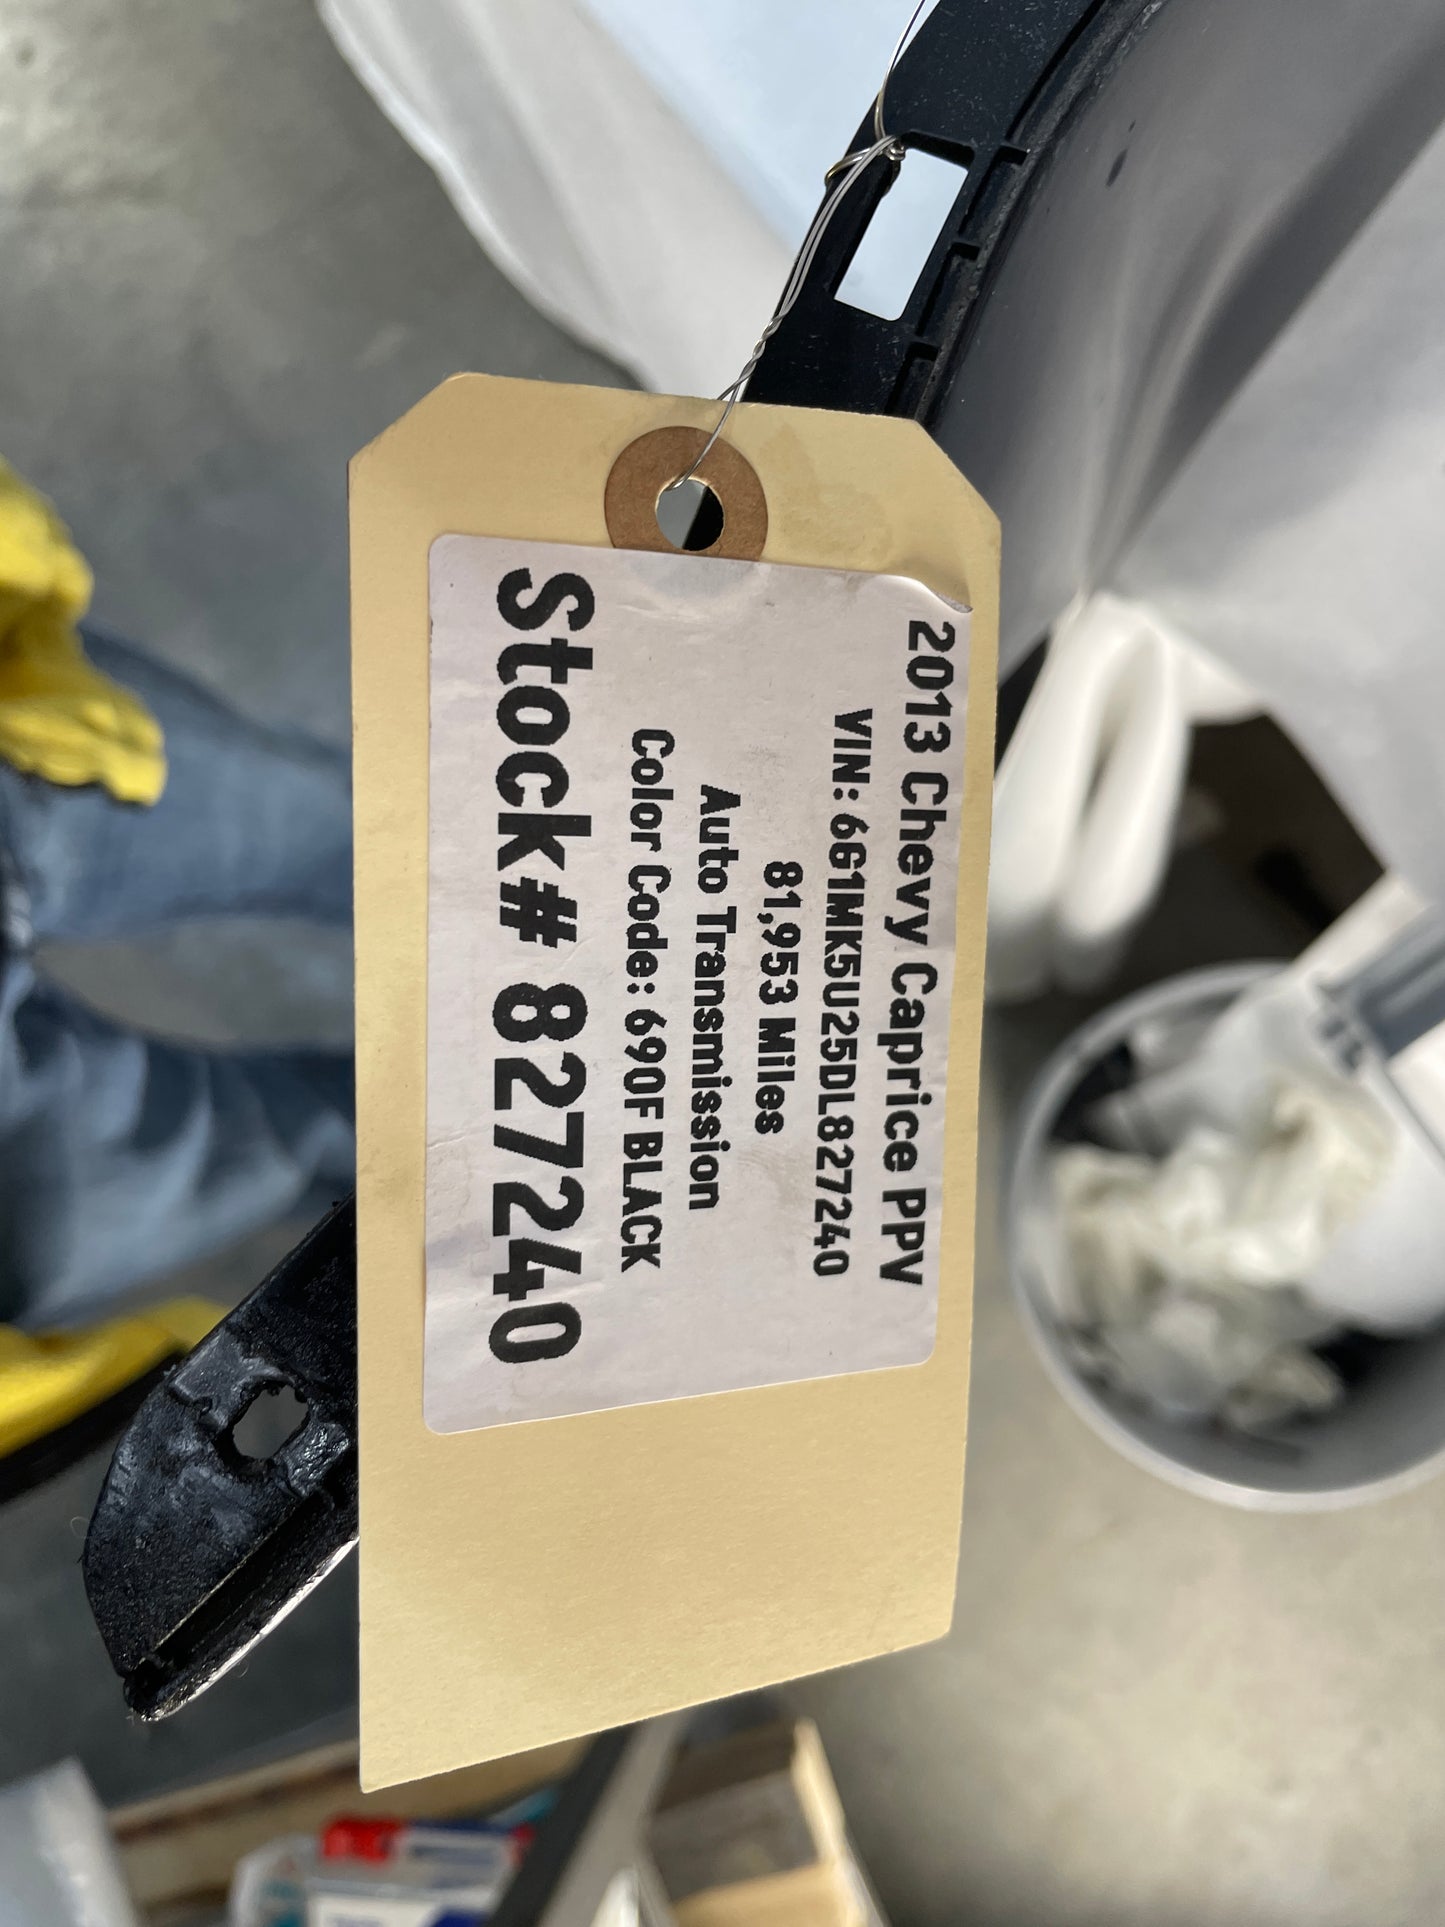 2013 Chevy Caprice PPV
VIN: 6G1MK5U25DL827240
81,953 Miles
Auto Transmission
Color Code: 690F BLACK
Stock# 827240